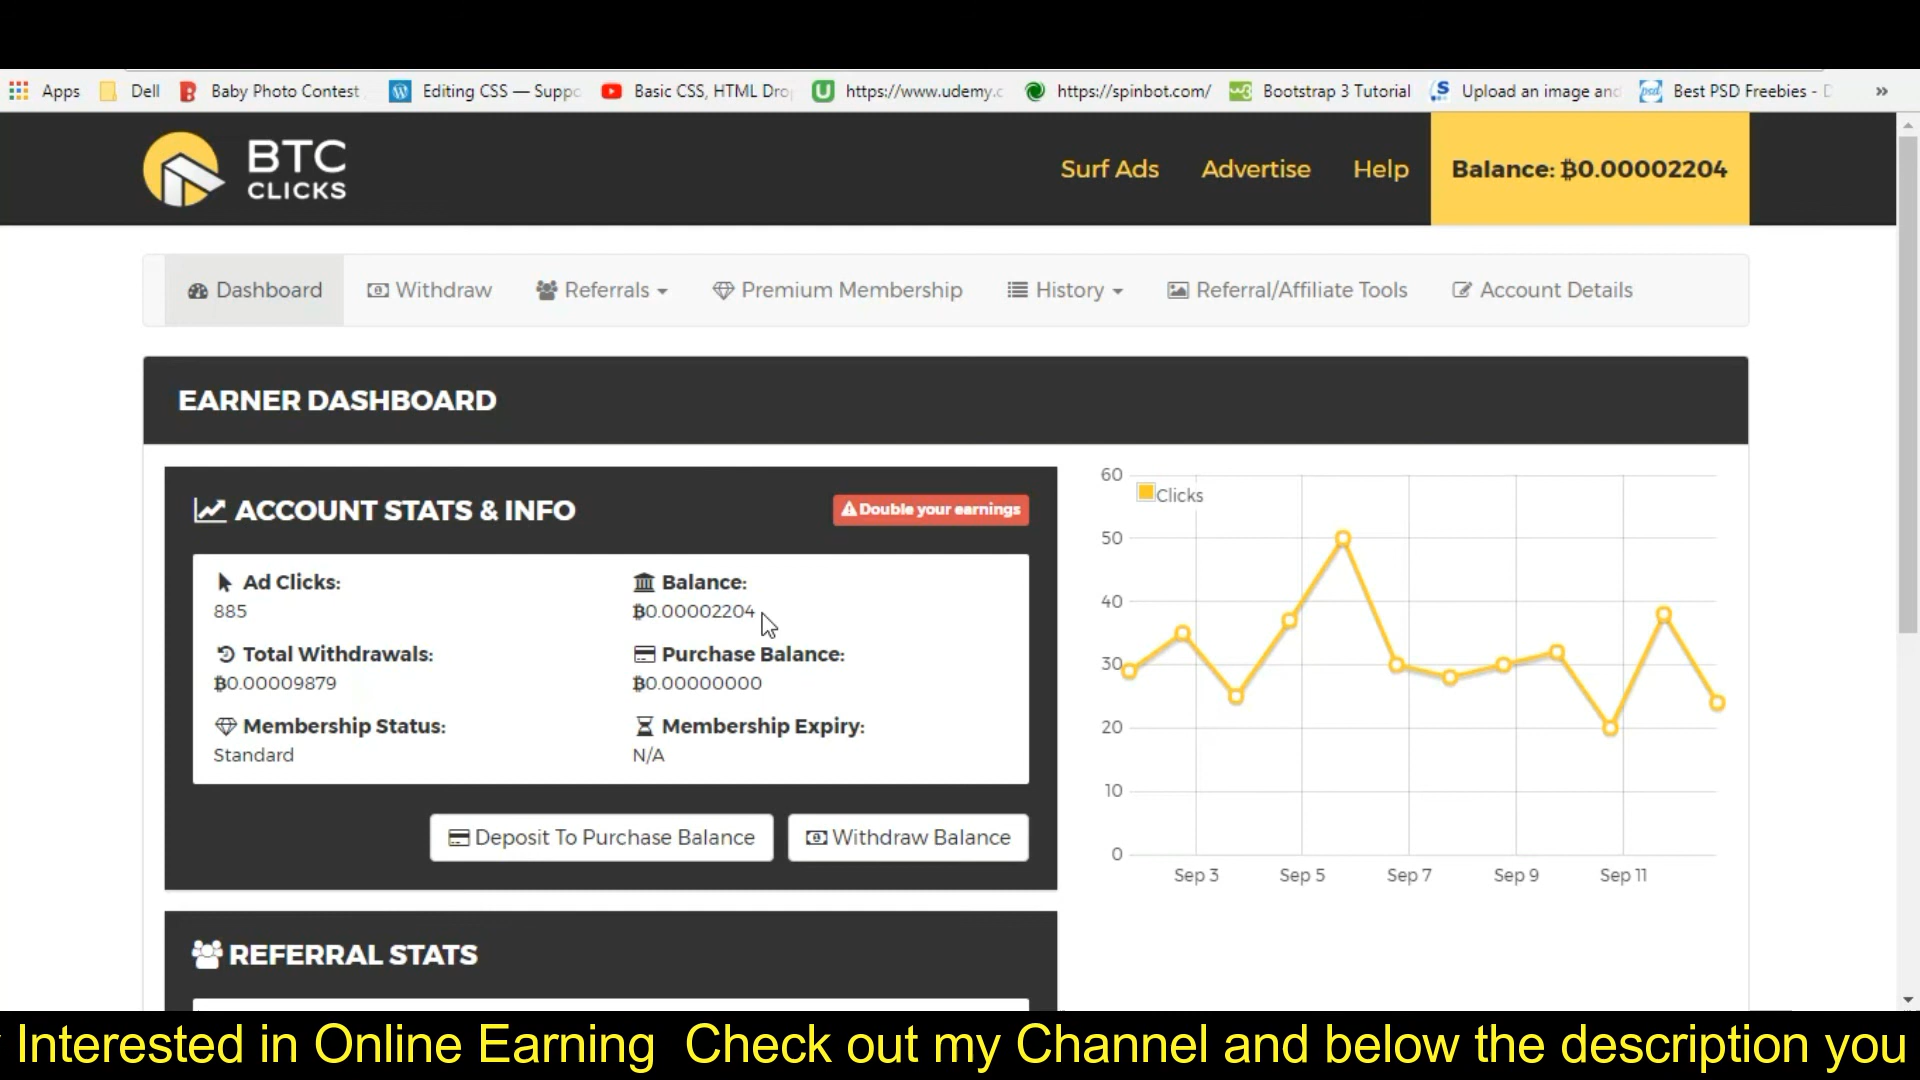 Apps Dell Baby Photo Contest Editing CSS — Suppo Basic CSS, HTML Dro https://www.udemy.c https://spinbot.com/ Bootstrap 3 Tutorial Upload an image and Best PSD Freebies - D »
BTC
CLICKS
Surf Ads Advertise Help Balance: ₿0.00002204
Dashboard Withdraw Referrals Premium Membership History Referral/Affiliate Tools Account Details
EARNER DASHBOARD
ACCOUNT STATS & INFO Double your earnings
Ad Clicks: Balance:
885 ₿0.00002204
Total Withdrawals: Purchase Balance:
₿0.00009879 ₿0.00000000
Membership Status: Membership Expiry:
Standard N/A
Deposit To Purchase Balance Withdraw Balance
REFERRAL STATS
Clicks
60
50
40
30
20
10
0
Sep 3 Sep 5 Sep 7 Sep 9 Sep 11
Interested in Online Earning Check out my Channel and below the description you